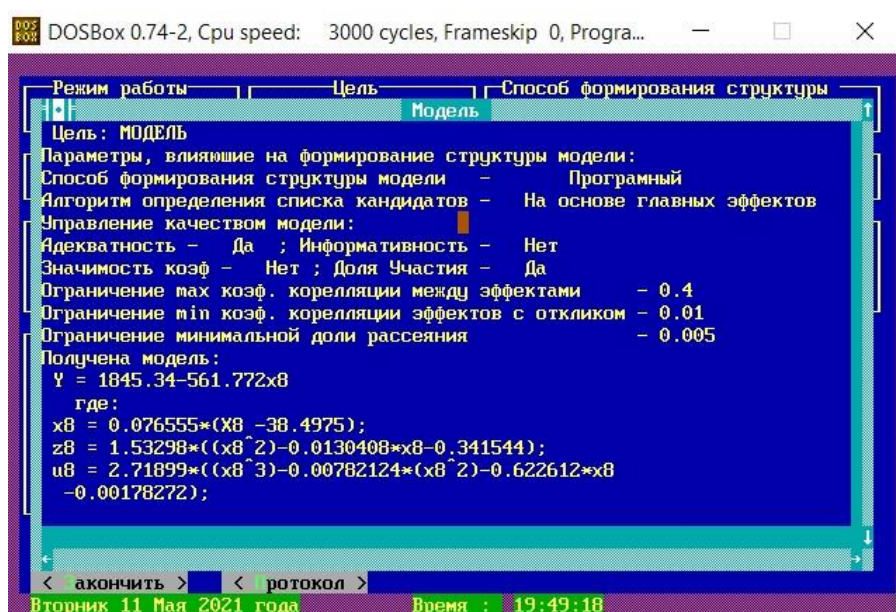 DOSBox 0.74-2, Cpu speed: 3000 cycles, Frameskip 0, Progra...
Режим работы Цель Способ формирования структуры
Модель
Цель: МОДЕЛЬ
Параметры, влияюшие на формирование структуры модели:
Способ формирования структуры модели – Програмный
Алгоритм определения списка кандидатов – На основе главных эффектов
Управление качеством модели:
Адекватность – Да ; Информативность – Нет
Значимость коэф – Нет ; Доля Участия – Да
Ограничение max коэф. корелляции между эффектами – 0.4
Ограничение min коэф. корелляции эффектов с откликом – 0.01
Ограничение минимальной доли рассеяния – 0.005
Получена модель:
Y = 1845.34-561.772x8
где:
x8 = 0.076555*(X8 -38.4975);
z8 = 1.53298*((x8^2)-0.0130408*x8-0.341544);
u8 = 2.71899*((x8^3)-0.00782124*(x8^2)-0.622612*x8
-0.00178272);
< Закончить > < Протокол >
Вторник 11 Мая 2021 года Время : 19:49:18